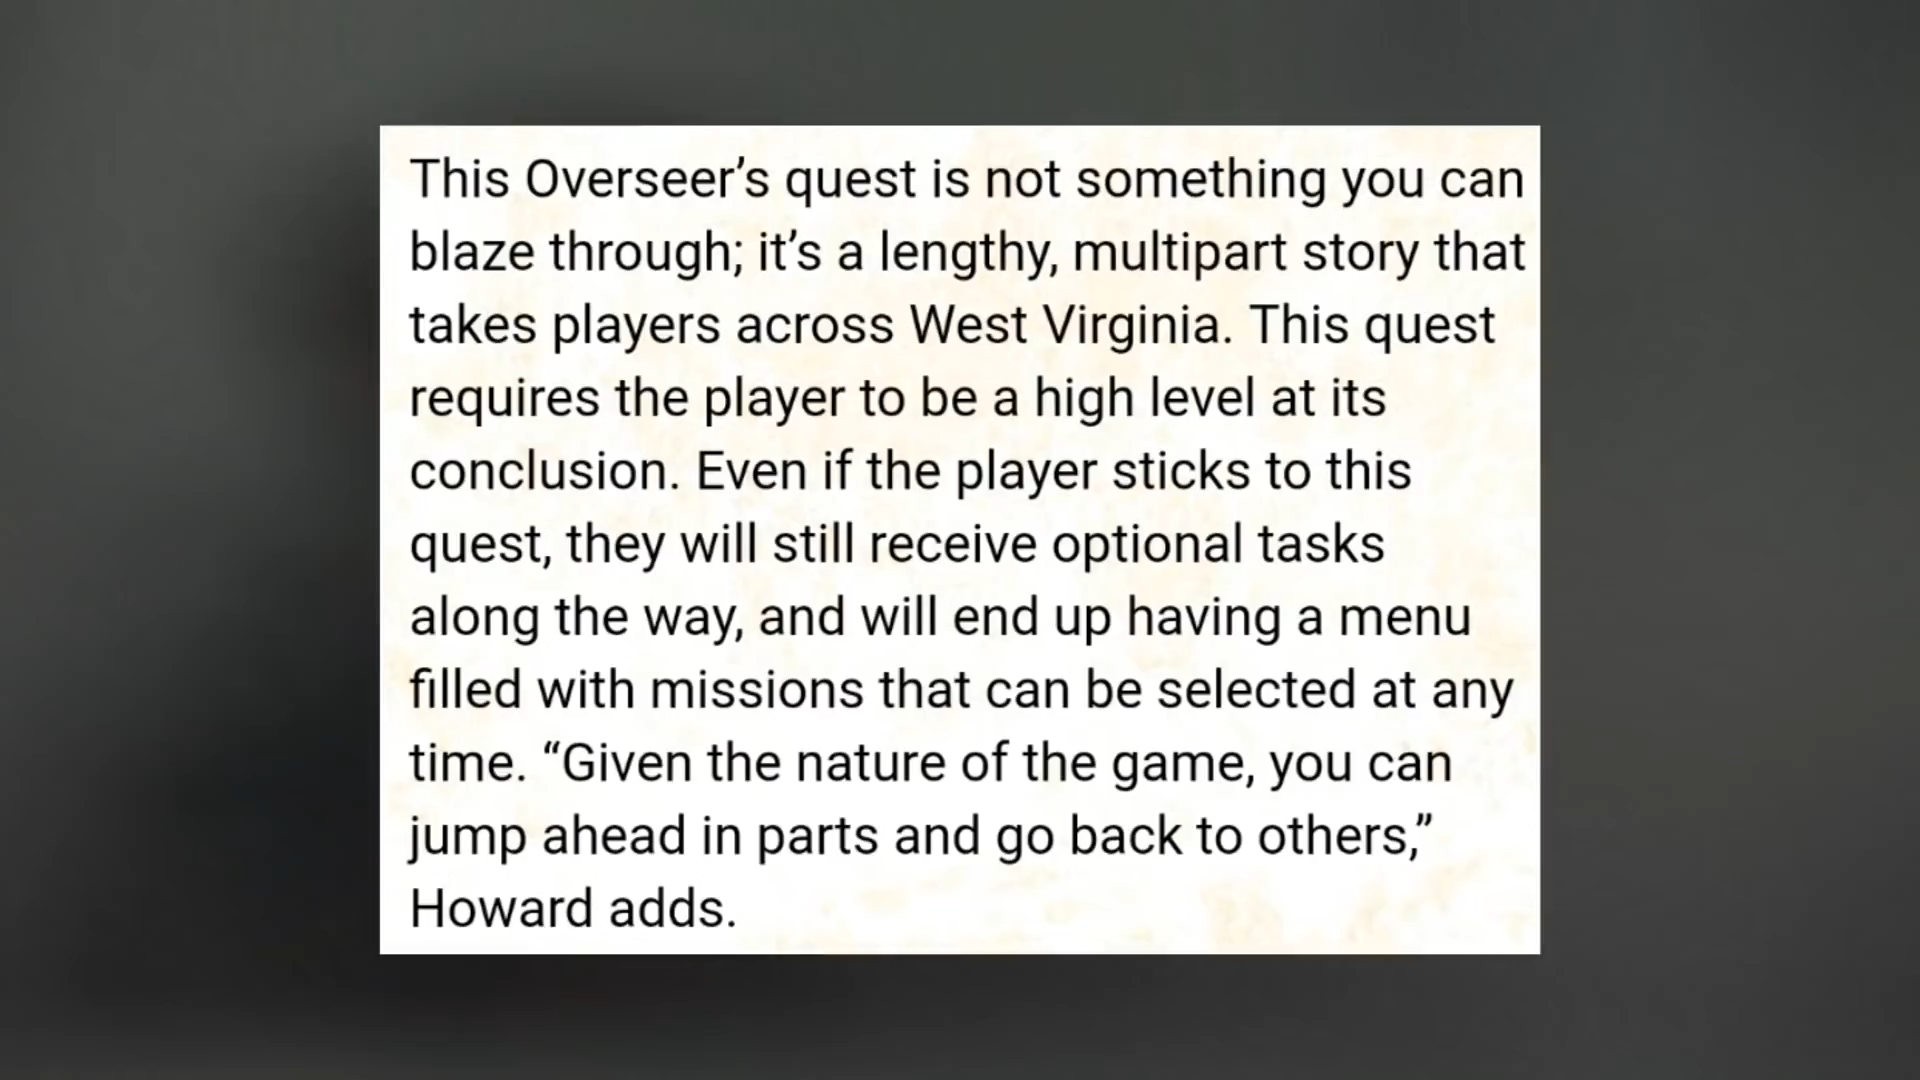 This Overseer’s quest is not something you can
blaze through; it’s a lengthy, multipart story that
takes players across West Virginia. This quest
requires the player to be a high level at its
conclusion. Even if the player sticks to this
quest, they will still receive optional tasks
along the way, and will end up having a menu
filled with missions that can be selected at any
time. “Given the nature of the game, you can
jump ahead in parts and go back to others,”
Howard adds.